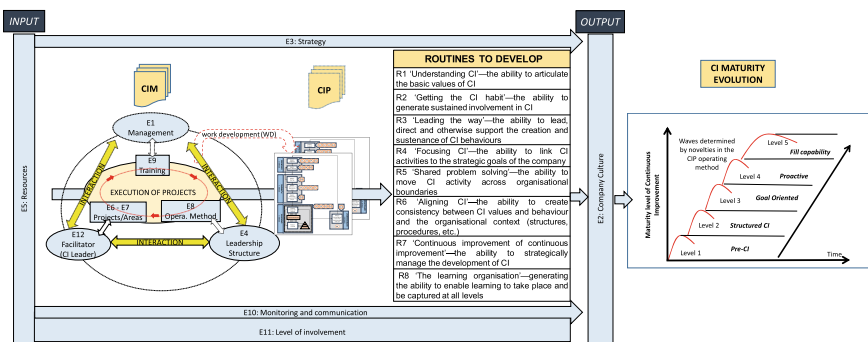 INPUT
OUTPUT
E3: Strategy
E5: Resources
CIM
CIP
E1
Management
work development (WD)
E9
Training
INTERACTION
INTERACTION
EXECUTION OF PROJECTS
E6 - E7
Projects/Areas
E8
Opera. Method
E12
Facilitator
(CI Leader)
INTERACTION
E4
Leadership
Structure
ROUTINES TO DEVELOP
R1 'Understanding CI'—the ability to articulate
the basic values of CI
R2 'Getting the CI habit'—the ability to
generate sustained involvement in CI
R3 'Leading the way'—the ability to lead,
direct and otherwise support the creation and
sustenance of CI behaviours
R4 'Focusing CI'—the ability to link CI
activities to the strategic goals of the company
R5 'Shared problem solving'—the ability to
move CI activity across organisational
boundaries
R6 'Aligning CI'—the ability to create
consistency between CI values and behaviour
and the organisational context (structures,
procedures, etc.)
R7 'Continuous improvement of continuous
improvement'—the ability to strategically
manage the development of CI
R8 'The learning organisation'—generating
the ability to enable learning to take place and
be captured at all levels
E10: Monitoring and communication
E11: Level of involvement
E2: Company Culture
CI MATURITY
EVOLUTION
Maturity level of Continuous
Improvement
Waves determined
by novelties in the
CIP operating
method
Level 5
Fill capability
Level 4
Proactive
Level 3
Goal Oriented
Level 2
Structured CI
Level 1
Pre-CI
Time